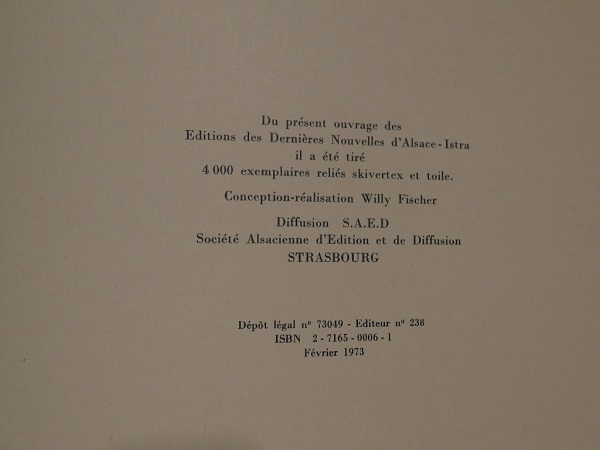 Du présent ouvrage des
Editions des Dernières Nouvelles d'Alsace-Istra
il a été tiré
4 000 exemplaires reliés skivertex et toile.
Conception-réalisation Willy Fischer
Diffusion S.A.E.D
Société Alsacienne d'Edition et de Diffusion
STRASBOURG
Dépôt légal nº 73049 - Editeur nº 238
ISBN 2 - 7165 - 0006 - 1
Février 1973